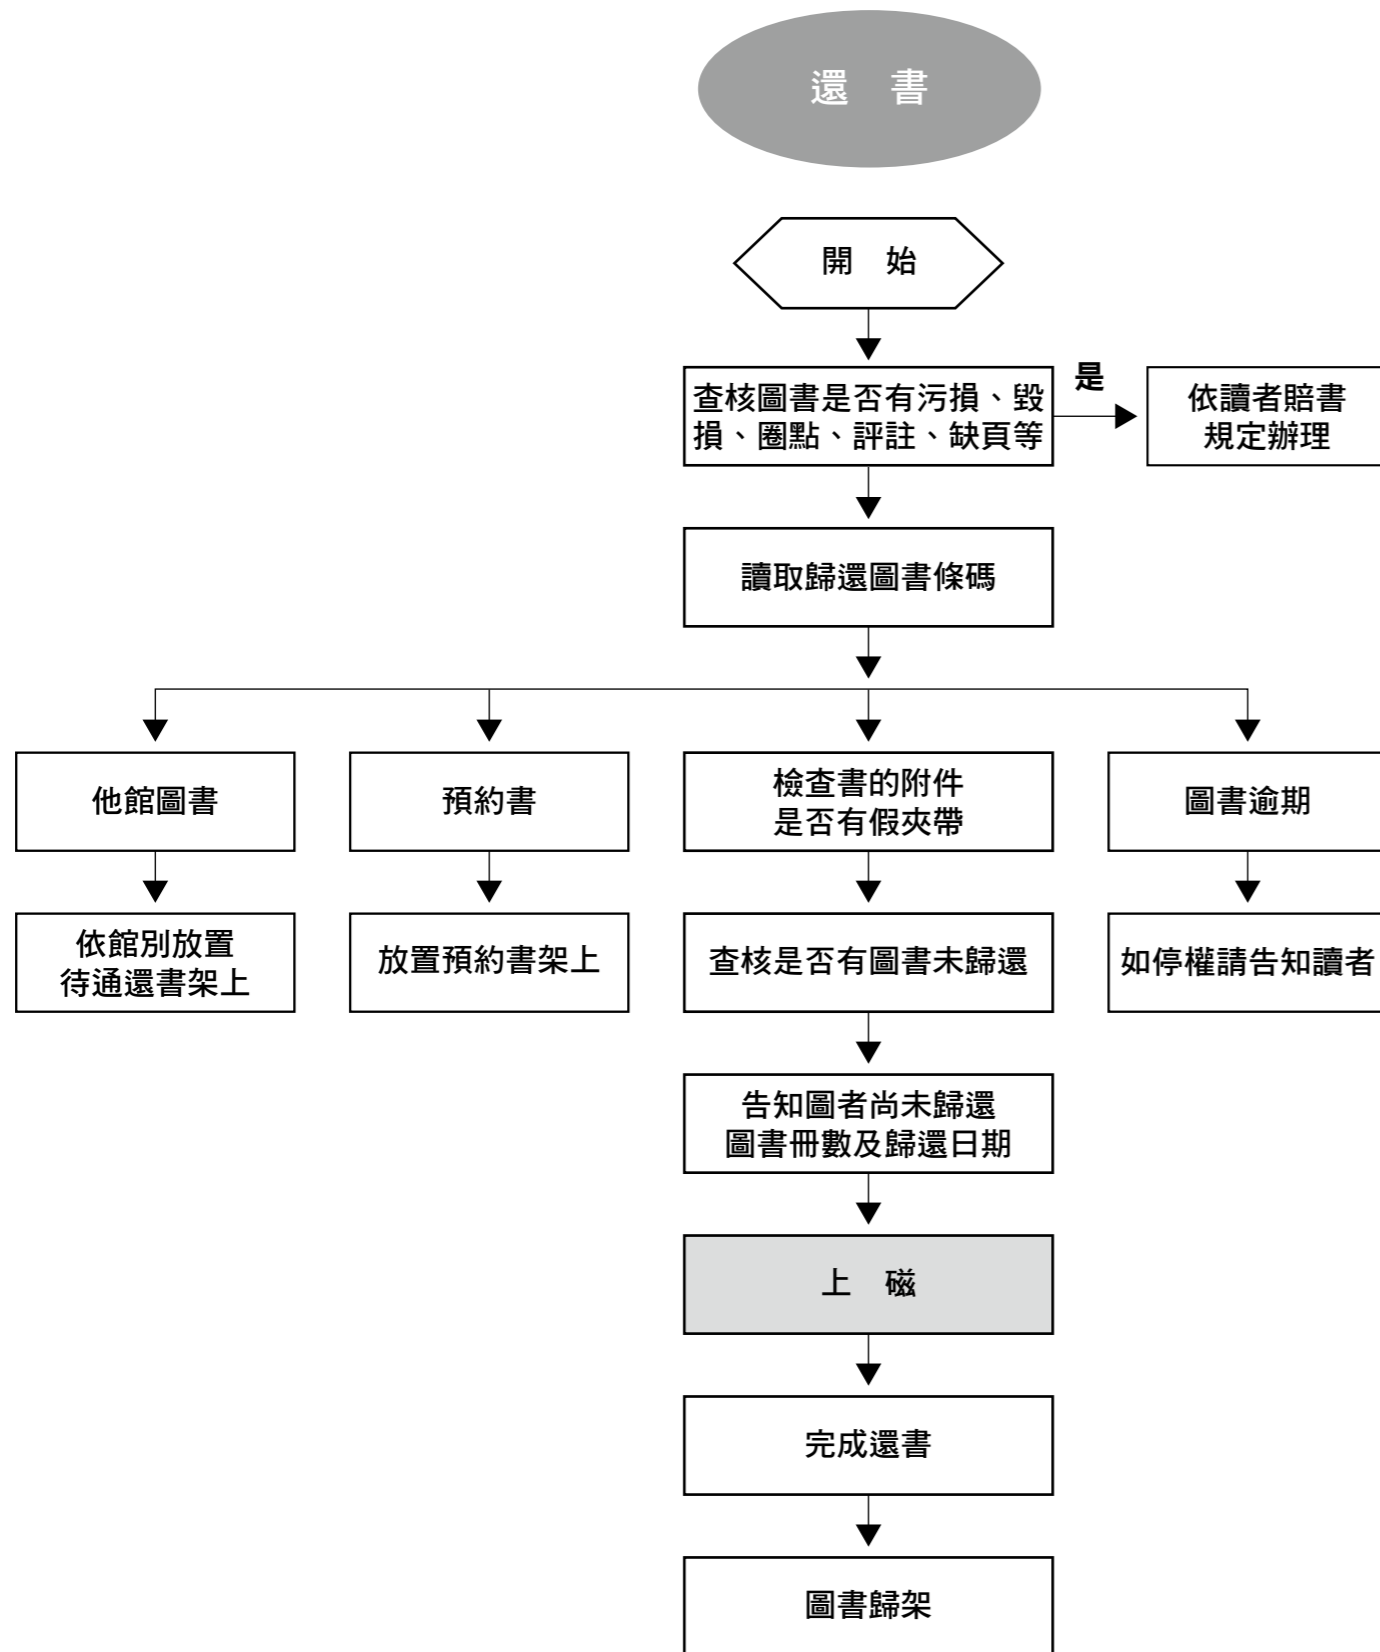 還　書
開　始
查核圖書是否有污損、毀
損、圈點、評註、缺頁等
是
依讀者賠書
規定辦理
讀取歸還圖書條碼
他館圖書
預約書
檢查書的附件
是否有假夾帶
圖書逾期
依館別放置
待通還書架上
放置預約書架上
查核是否有圖書未歸還
如停權請告知讀者
告知圖者尚未歸還
圖書冊數及歸還日期
上　磁
完成還書
圖書歸架